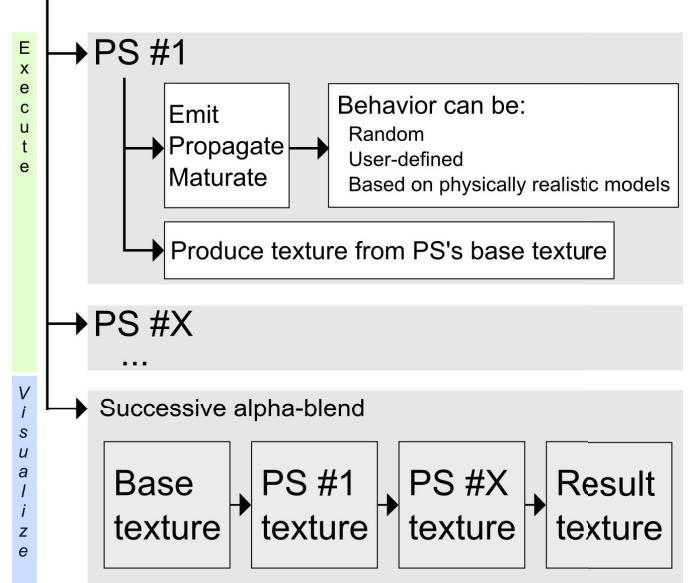 Execute
PS #1
Emit
Propagate
Maturate
Behavior can be:
Random
User-defined
Based on physically realistic models
Produce texture from PS's base texture
PS #X
...
Visualize
Successive alpha-blend
Base
texture
PS #1
texture
PS #X
texture
Result
texture